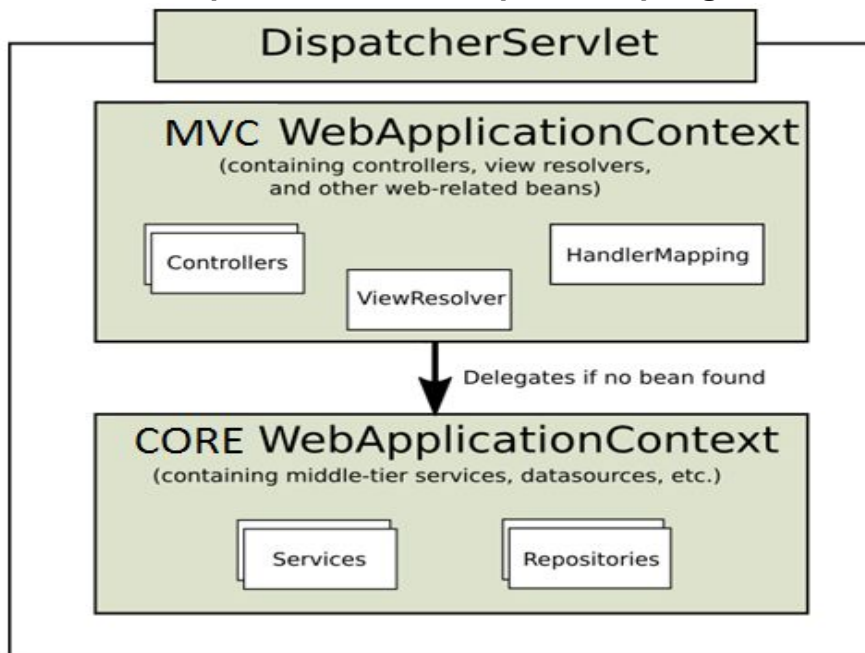 DispatcherServlet
MVC WebApplicationContext
(containing controllers, view resolvers,
and other web-related beans)
Controllers
HandlerMapping
ViewResolver
Delegates if no bean found
CORE WebApplicationContext
(containing middle-tier services, datasources, etc.)
Services
Repositories